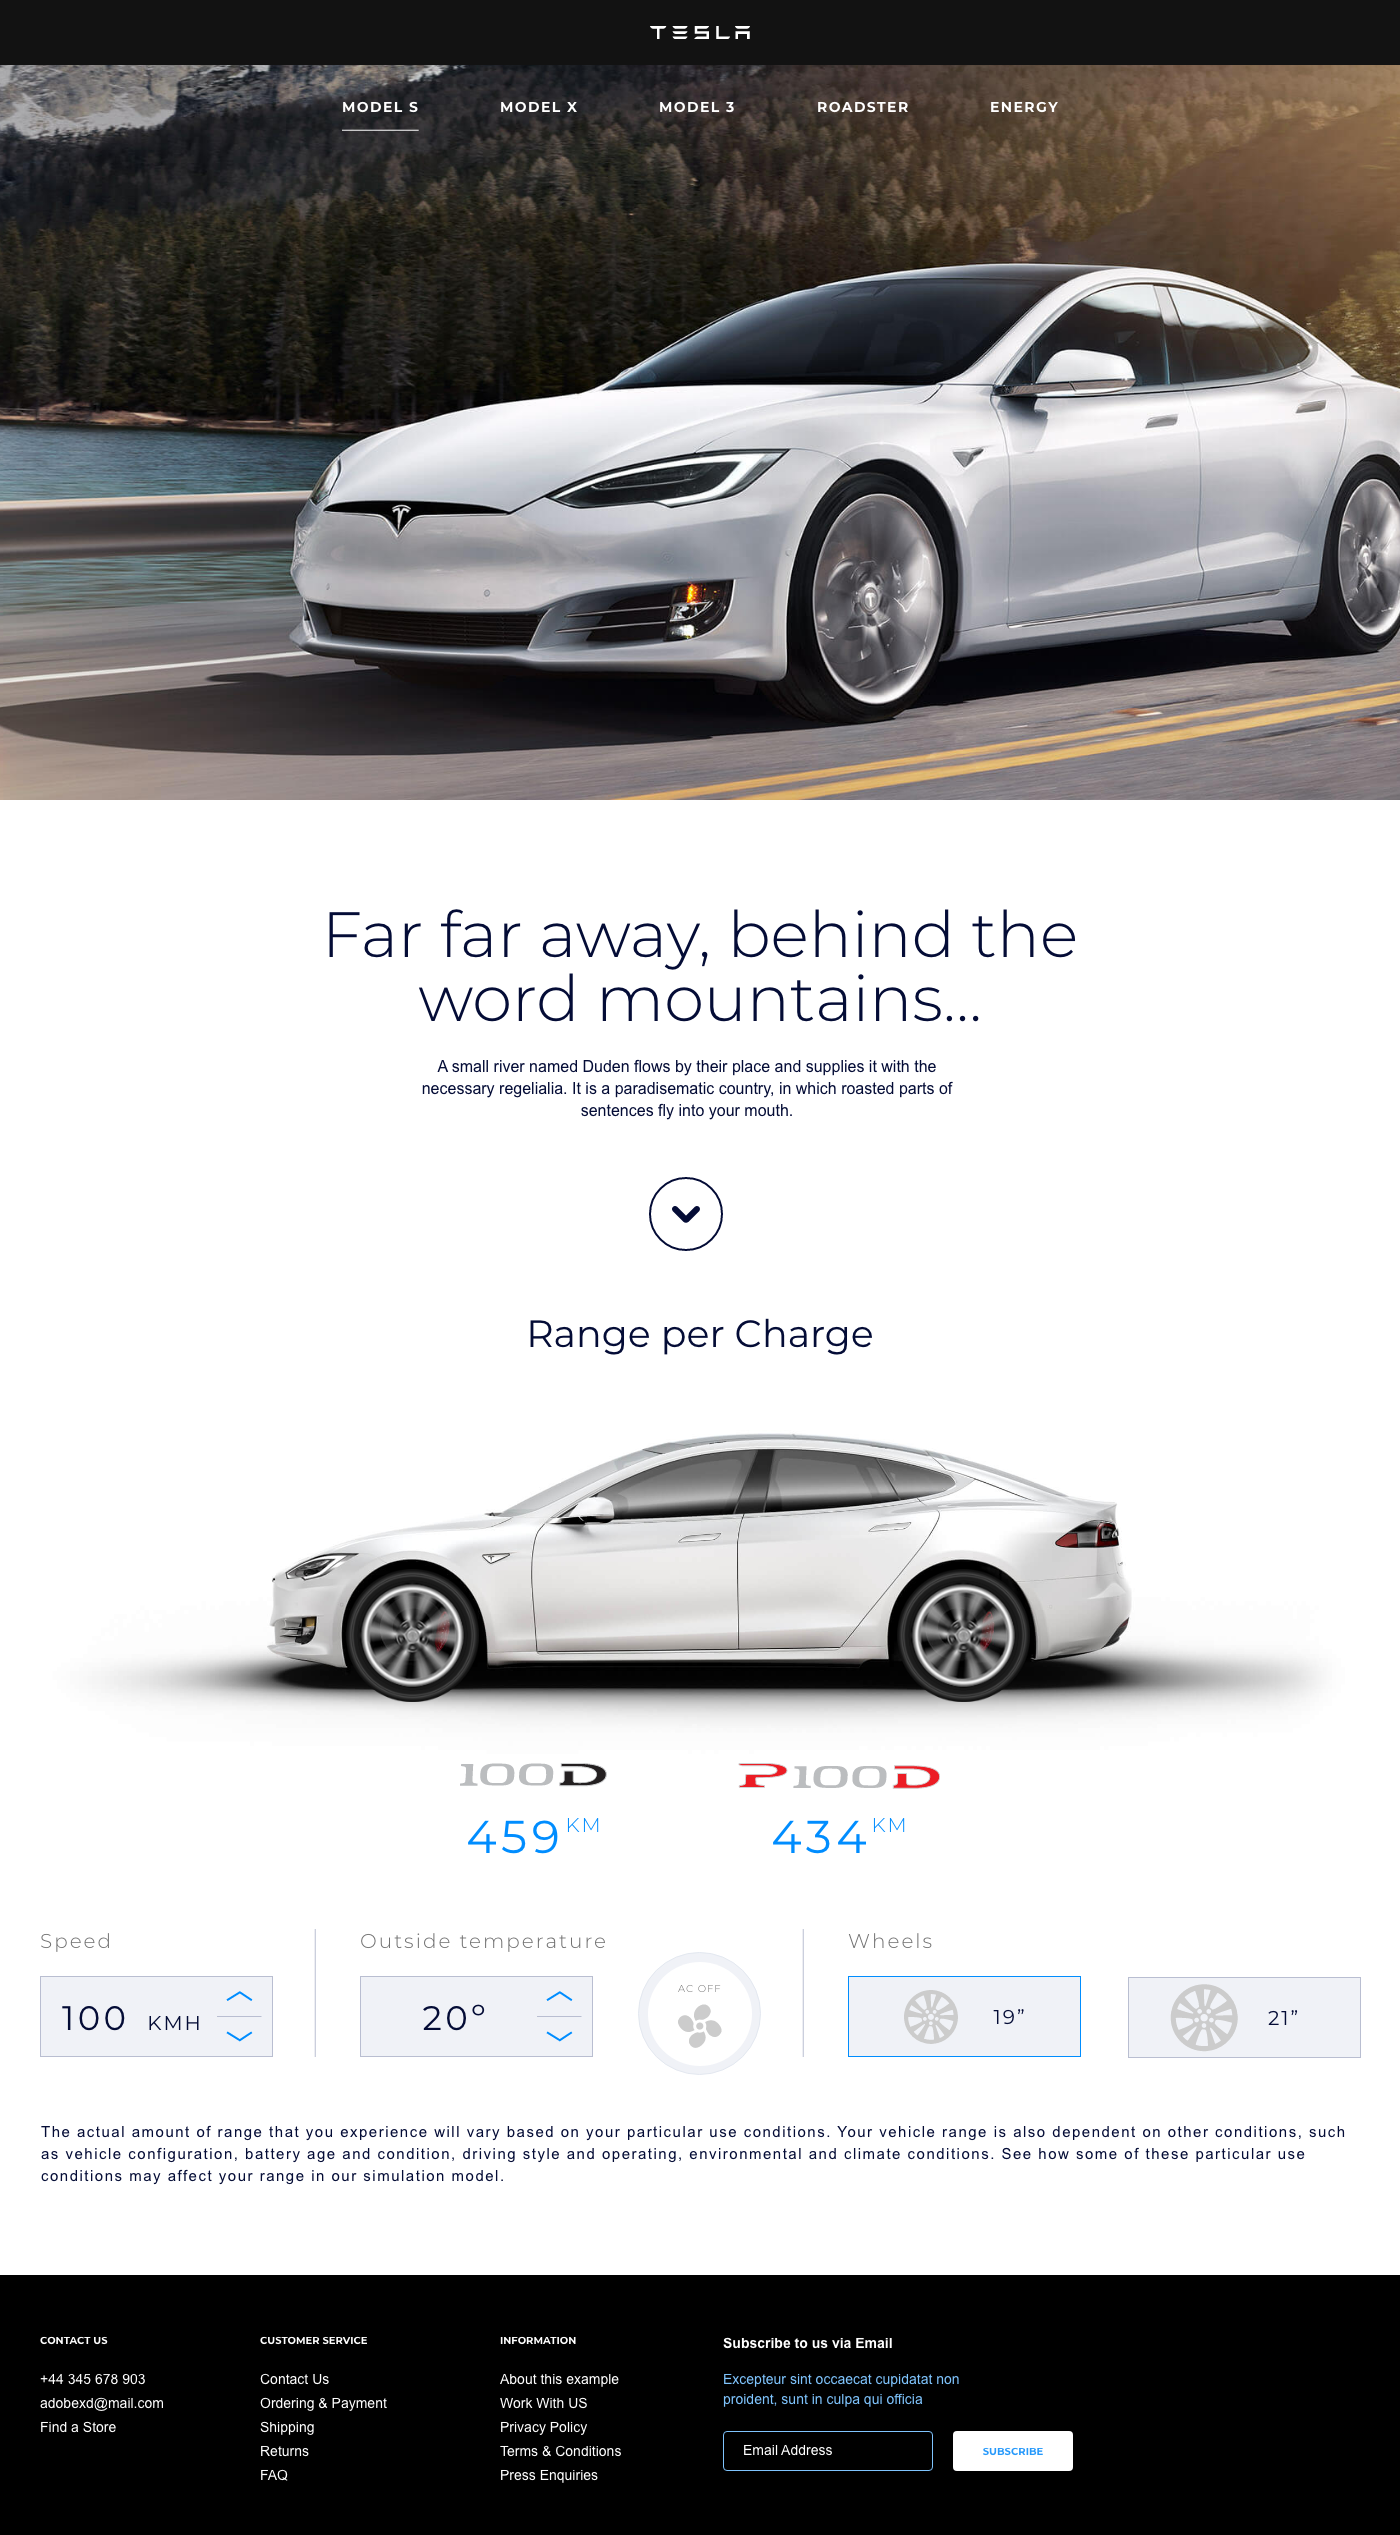 TESLA
MODEL S MODEL X MODEL 3 ROADSTER ENERGY
Far far away, behind the
word mountains...
A small river named Duden flows by their place and supplies it with the
necessary regelialia. It is a paradisematic country, in which roasted parts of
sentences fly into your mouth.
Range per Charge
100D P100D
459 KM 434 KM
Speed Outside temperature Wheels
AC OFF
100 KMH 20° 19” 21”
The actual amount of range that you experience will vary based on your particular use conditions. Your vehicle range is also dependent on other conditions, such
as vehicle configuration, battery age and condition, driving style and operating, environmental and climate conditions. See how some of these particular use
conditions may affect your range in our simulation model.
CONTACT US
+44 345 678 903
adobexd@mail.com
Find a Store
CUSTOMER SERVICE
Contact Us
Ordering & Payment
Shipping
Returns
FAQ
INFORMATION
About this example
Work With US
Privacy Policy
Terms & Conditions
Press Enquiries
Subscribe to us via Email
Excepteur sint occaecat cupidatat non
proident, sunt in culpa qui officia
Email Address SUBSCRIBE